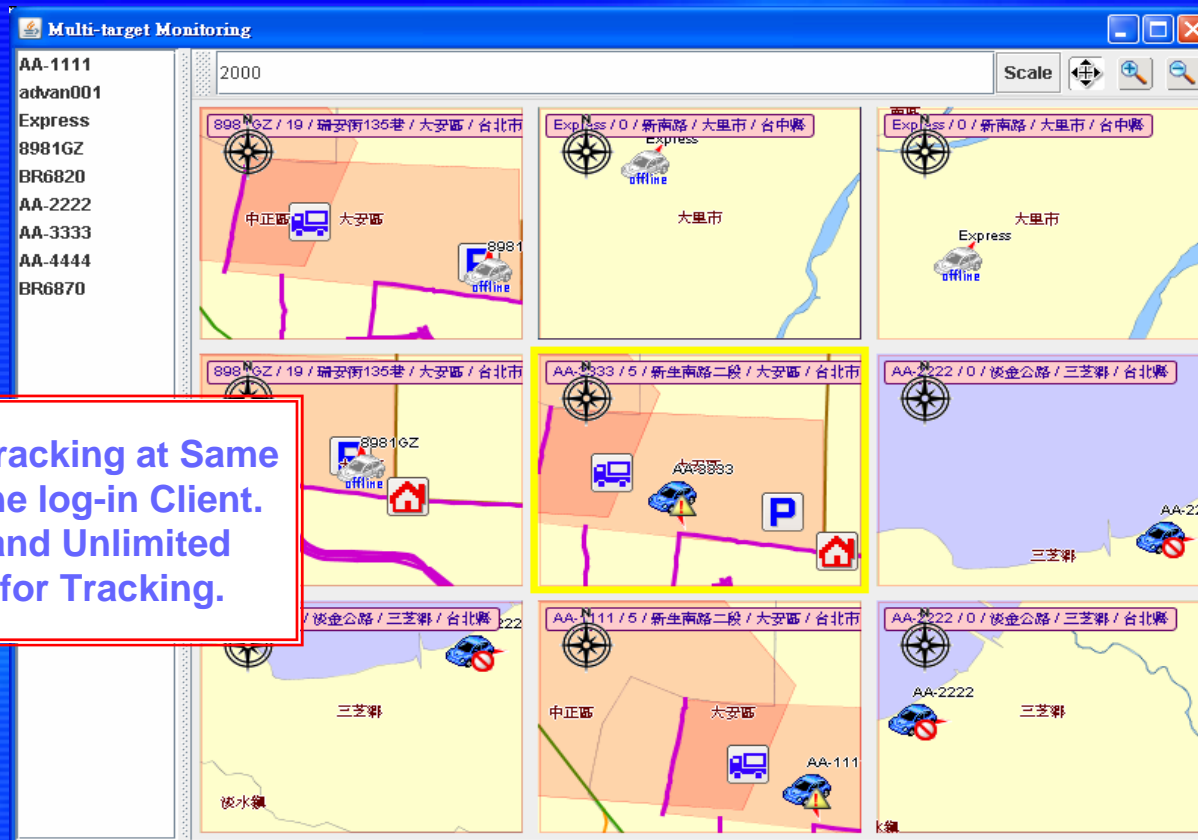 Multi-target Monitoring
AA-1111
advan001
Express
8981GZ
BR6820
AA-2222
AA-3333
AA-4444
BR6870
2000
Scale
GZ / 19 / 瑞安街135巷 / 大安區 / 台北市
N
中正區
大安區
P
8981
offline
Express / 0 / 新南路 / 大里市 / 台中縣
N
Express
offline
大里市
Express / 0 / 新南路 / 大里市 / 台中縣
N
大里市
Express
offline
GZ / 19 / 瑞安街135巷 / 大安區 / 台北市
N
8981GZ
offline
AA-3333 / 5 / 新生南路二段 / 大安區 / 台北市
N
AA-3333
P
AA-2222 / 0 / 淡金公路 / 三芝鄉 / 台北縣
N
AA-22
三芝鄉
racking at Same
e log-in Client.
and Unlimited
for Tracking.
/ 淡金公路 / 三芝鄉 / 台北縣
222
三芝鄉
淡水鎮
AA-1111 / 5 / 新生南路二段 / 大安區 / 台北市
N
中正區
大安區
AA-111
AA-2222 / 0 / 淡金公路 / 三芝鄉 / 台北縣
N
AA-2222
三芝鄉
水鎮